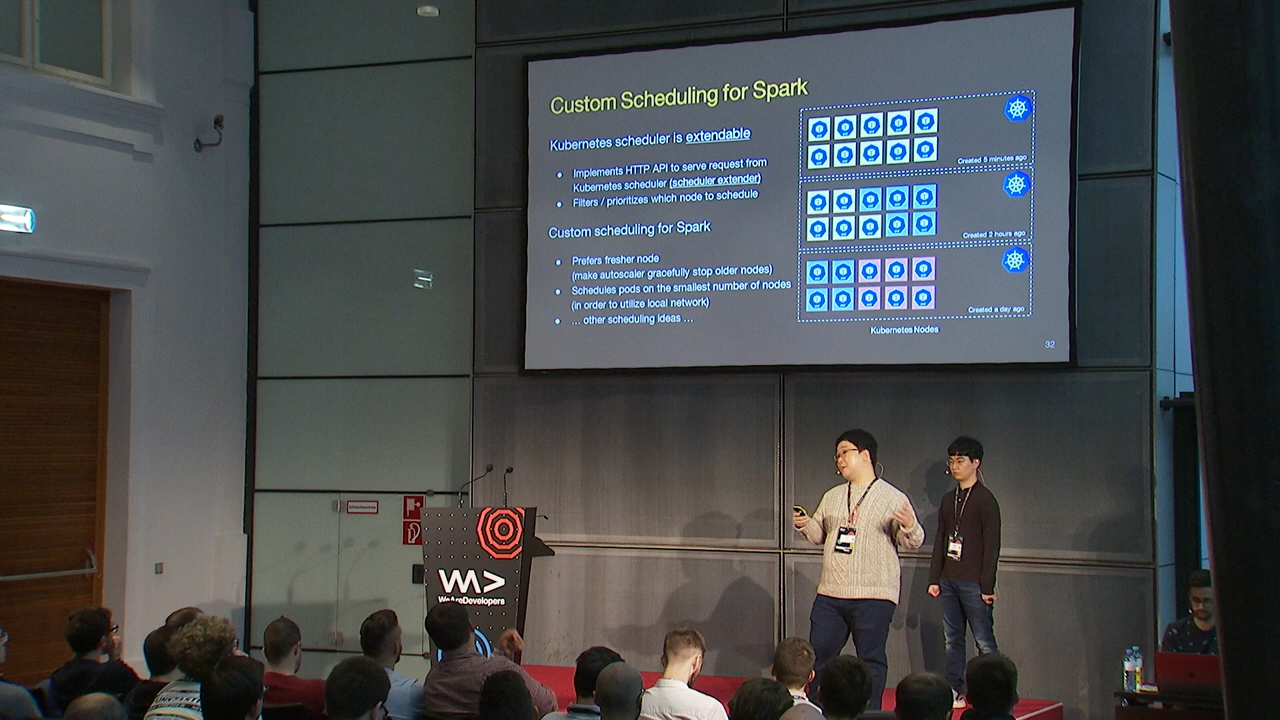 Custom Scheduling for Spark
Kubernetes scheduler is extendable
● Implements HTTP API to serve request from
Kubernetes scheduler (scheduler extender)
● Filters / prioritizes which node to schedule
Custom scheduling for Spark
● Prefers fresher node
(make autoscaler gracefully stop older nodes)
● Schedules pods on the smallest number of nodes
(in order to utilize local network)
● ... other scheduling ideas ...
Created 5 minutes ago
Created 2 hours ago
Created a day ago
Kubernetes Nodes
32
WeAreDevelopers